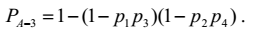 P_{A-3} = 1 - (1 - p_1 p_3)(1 - p_2 p_4) .